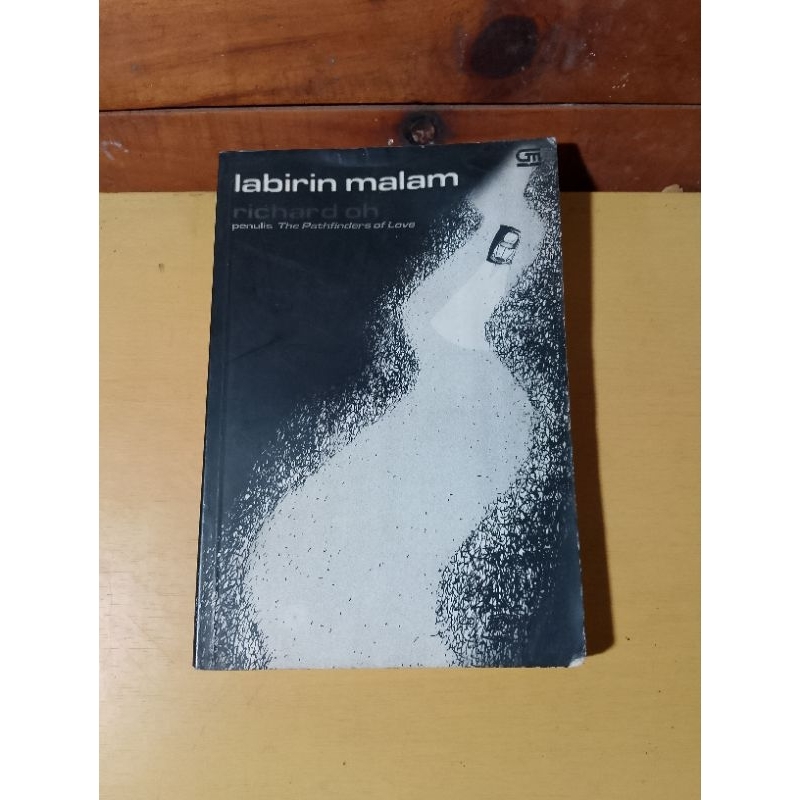 labirin malam
richard oh
penulis The Pathfinders of Love